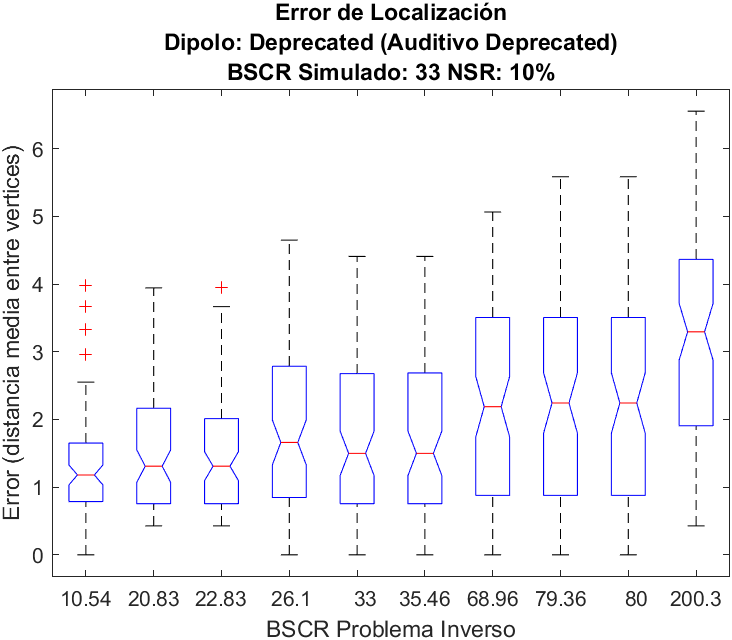 Error de Localización
Dipolo: Deprecated (Auditivo Deprecated)
BSCR Simulado: 33 NSR: 10%
Error (distancia media entre vertices)
6
5
4
3
2
1
0
10.54 20.83 22.83 26.1 33 35.46 68.96 79.36 80 200.3
BSCR Problema Inverso